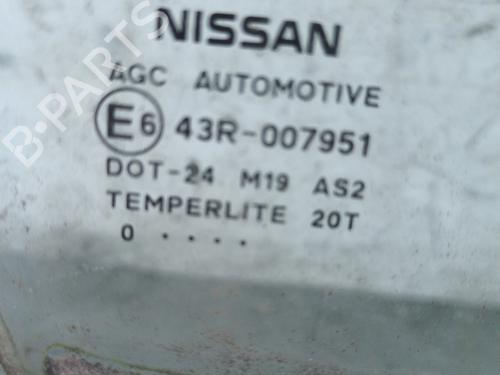 NISSAN
AGC AUTOMOTIVE
E6 43R-007951
DOT-24 M19 AS2
TEMPERLITE 20T
0 ....
B-PARTS